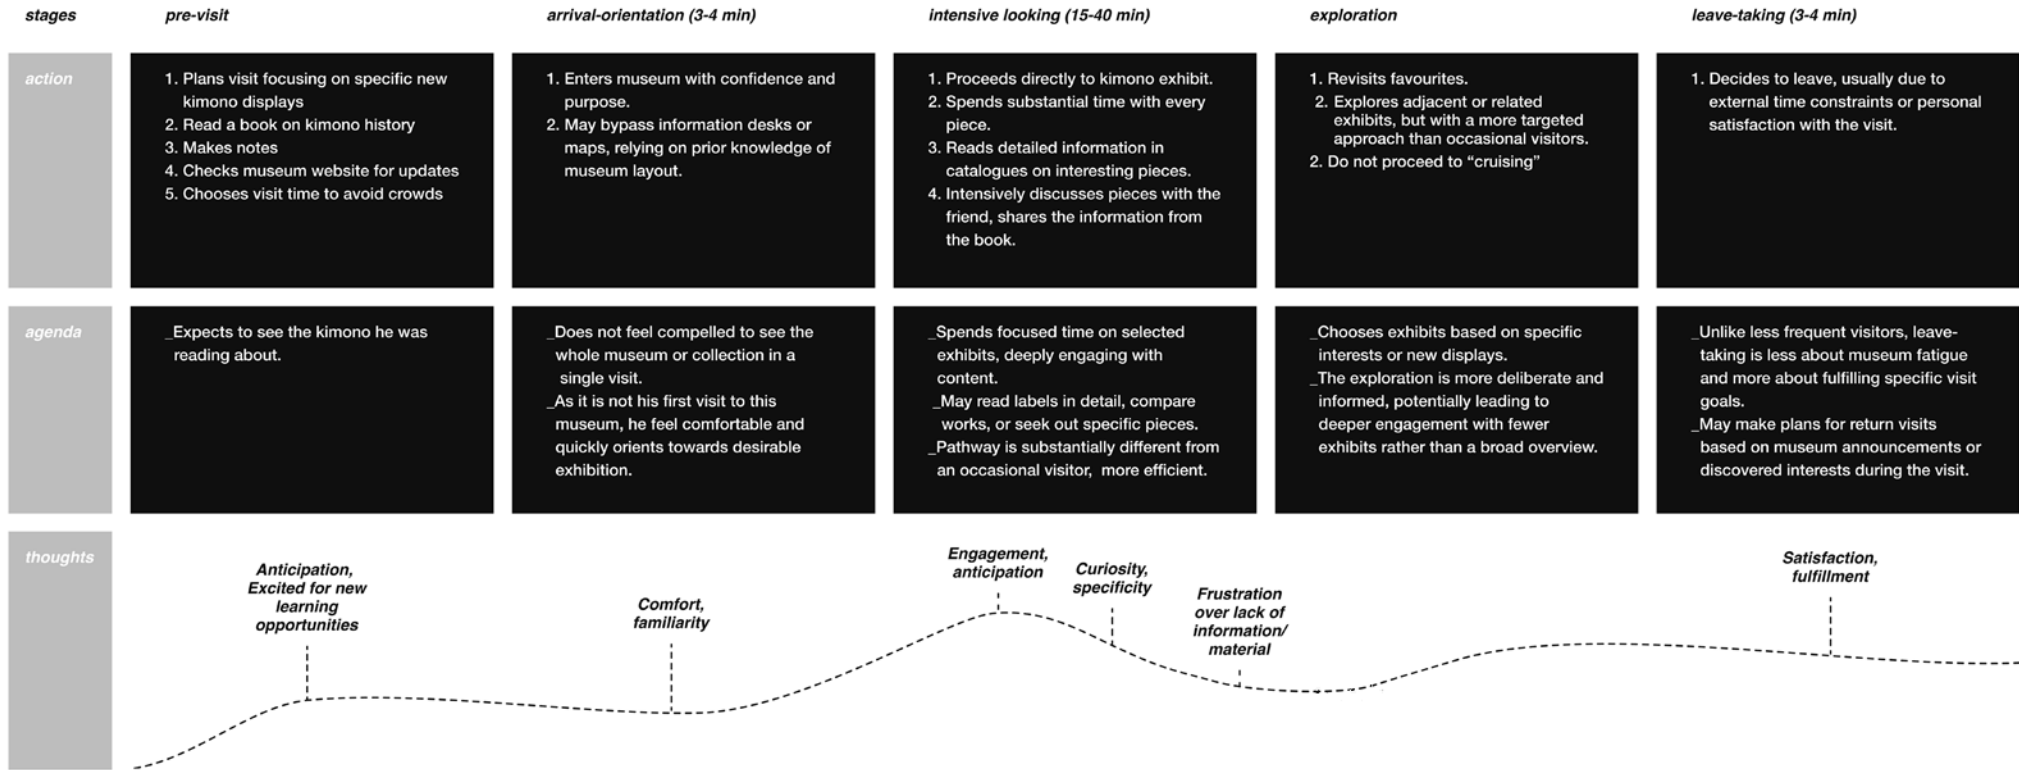 stages
pre-visit
arrival-orientation (3-4 min)
intensive looking (15-40 min)
exploration
leave-taking (3-4 min)
action
1. Plans visit focusing on specific new
kimono displays
2. Read a book on kimono history
3. Makes notes
4. Checks museum website for updates
5. Chooses visit time to avoid crowds
1. Enters museum with confidence and
purpose.
2. May bypass information desks or
maps, relying on prior knowledge of
museum layout.
1. Proceeds directly to kimono exhibit.
2. Spends substantial time with every
piece.
3. Reads detailed information in
catalogues on interesting pieces.
4. Intensively discusses pieces with the
friend, shares the information from
the book.
1. Revisits favourites.
2. Explores adjacent or related
exhibits, but with a more targeted
approach than occasional visitors.
2. Do not proceed to “cruising”
1. Decides to leave, usually due to
external time constraints or personal
satisfaction with the visit.
agenda
_Expects to see the kimono he was
reading about.
_Does not feel compelled to see the
whole museum or collection in a
single visit.
_As it is not his first visit to this
museum, he feel comfortable and
quickly orients towards desirable
exhibition.
_Spends focused time on selected
exhibits, deeply engaging with
content.
_May read labels in detail, compare
works, or seek out specific pieces.
_Pathway is substantially different from
an occasional visitor, more efficient.
_Chooses exhibits based on specific
interests or new displays.
_The exploration is more deliberate and
informed, potentially leading to
deeper engagement with fewer
exhibits rather than a broad overview.
_Unlike less frequent visitors, leave-
taking is less about museum fatigue
and more about fulfilling specific visit
goals.
_May make plans for return visits
based on museum announcements or
discovered interests during the visit.
thoughts
Anticipation,
Excited for new
learning
opportunities
Comfort,
familiarity
Engagement,
anticipation
Curiosity,
specificity
Frustration
over lack of
information/
material
Satisfaction,
fulfillment